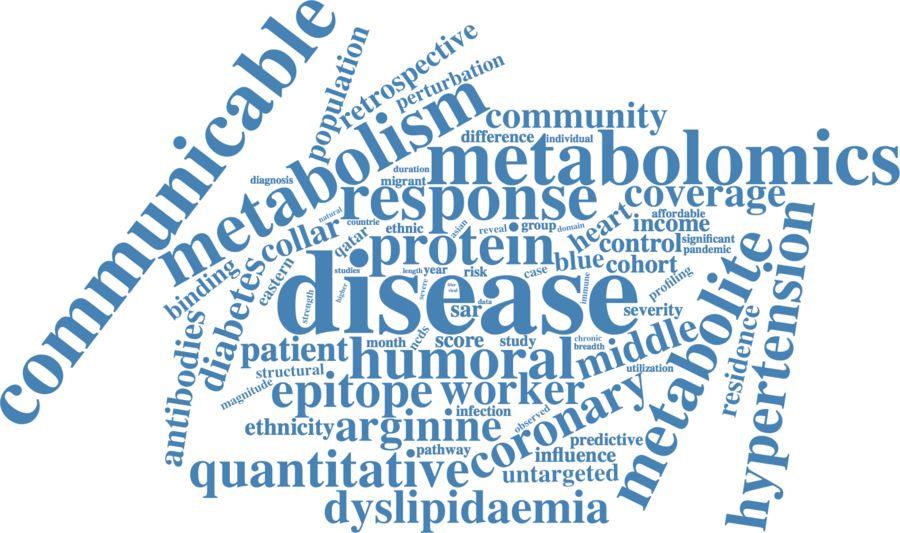 communicable
population
retrospective
perturbation
metabolism
community
difference
individual
metabolomics
duration
diagnosis
migrant
response
coverage
natural
countrie
collar
qatar
ethnic
asian
reveal
group
domain
heart
affordable
income
protein
blue
control
significant
pandemic
binding
diabetes
eastern
studies
length
year
risk
case
cohort
disease
higher
severe
viral
data
immune
profiling
strength
sar
severity
metabolite
hypertension
antibodies
ncds
patient
month
score
study
chronic
breadth
middle
residence
structural
humoral
utilization
magnitude
epitope
worker
infection
observed
coronary
ethnicity
arginine
pathway
predictive
influence
quantitative
untargeted
dyslipidaemia